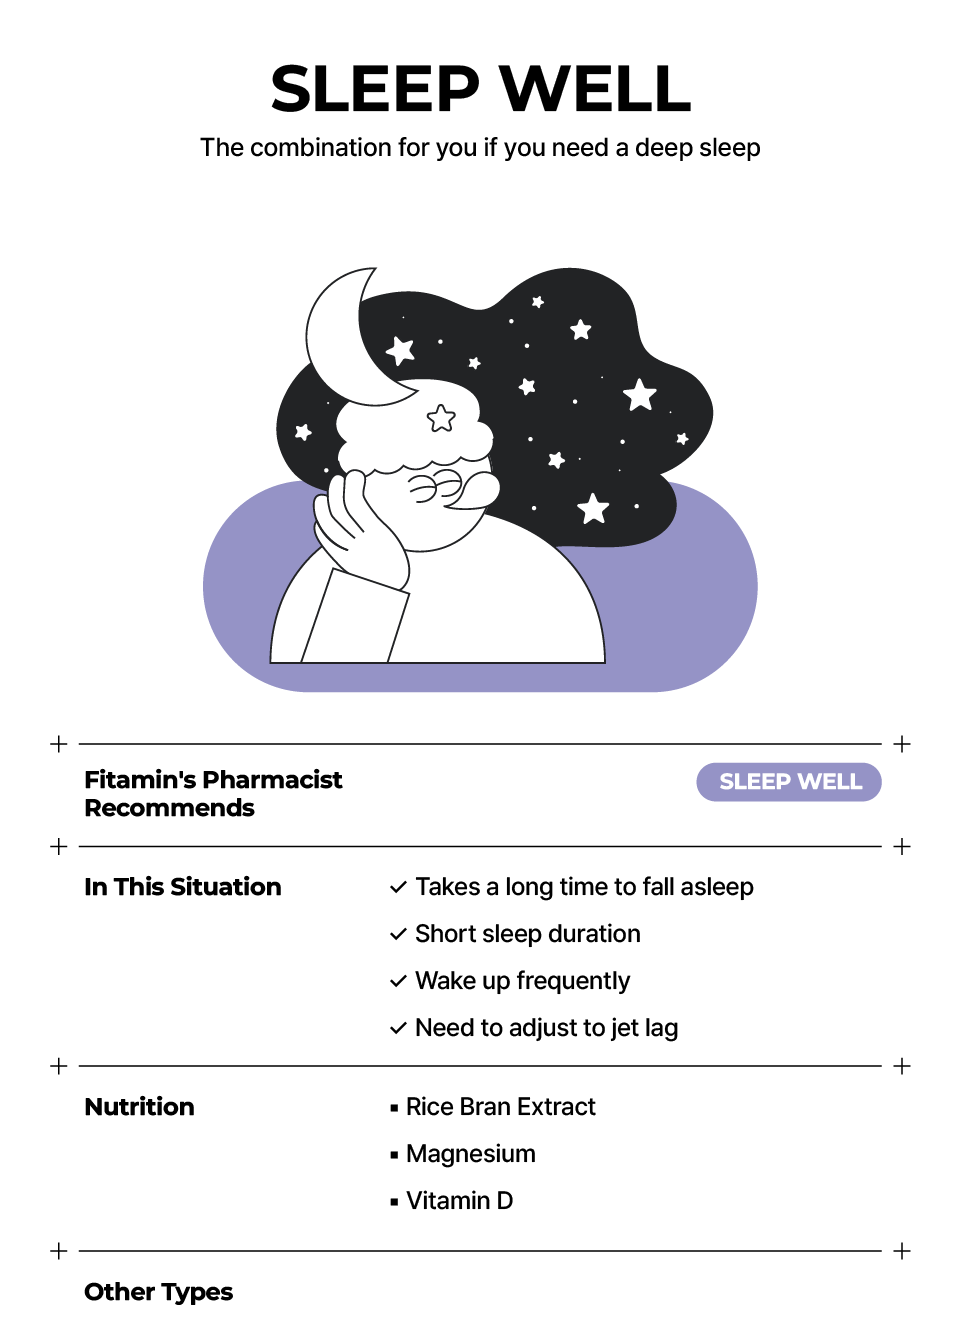 SLEEP WELL
The combination for you if you need a deep sleep
Fitamin's Pharmacist
Recommends
SLEEP WELL
In This Situation
✓ Takes a long time to fall asleep
✓ Short sleep duration
✓ Wake up frequently
✓ Need to adjust to jet lag
Nutrition
▪ Rice Bran Extract
▪ Magnesium
▪ Vitamin D
Other Types